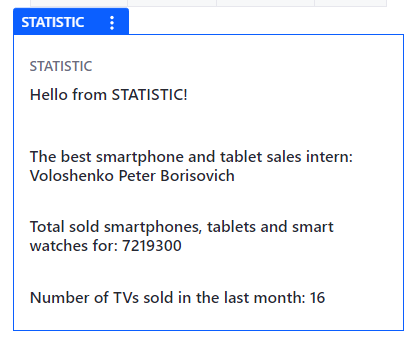 STATISTIC
STATISTIC
Hello from STATISTIC!
The best smartphone and tablet sales intern:
Voloshenko Peter Borisovich
Total sold smartphones, tablets and smart
watches for: 7219300
Number of TVs sold in the last month: 16